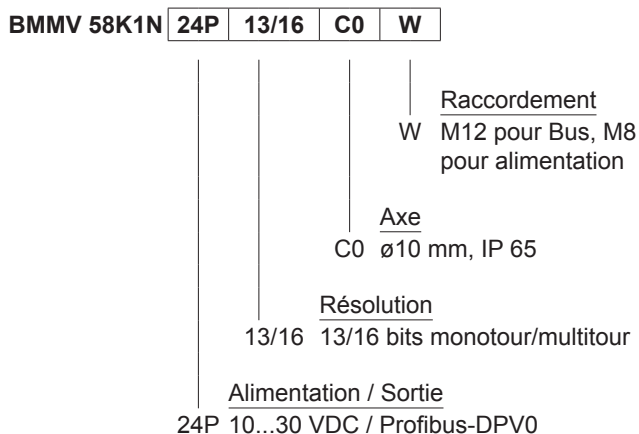 BMMV 58K1N 24P 13/16 C0 W
Raccordement
W M12 pour Bus, M8
pour alimentation
Axe
C0 ø10 mm, IP 65
Résolution
13/16 13/16 bits monotour/multitour
Alimentation / Sortie
24P 10...30 VDC / Profibus-DPV0